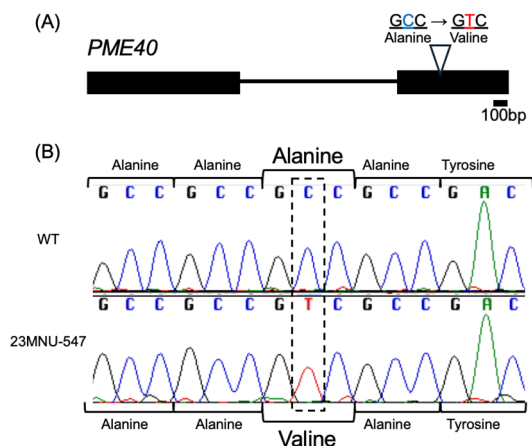 (A)
GCC → GTC
Alanine Valine
PME40
100bp
(B)
Alanine Alanine Alanine Alanine Tyrosine
G C C G C C G C C G C C G A C
WT
G C C G C C G T C G C C G A C
23MNU-547
Alanine Alanine Valine Alanine Tyrosine